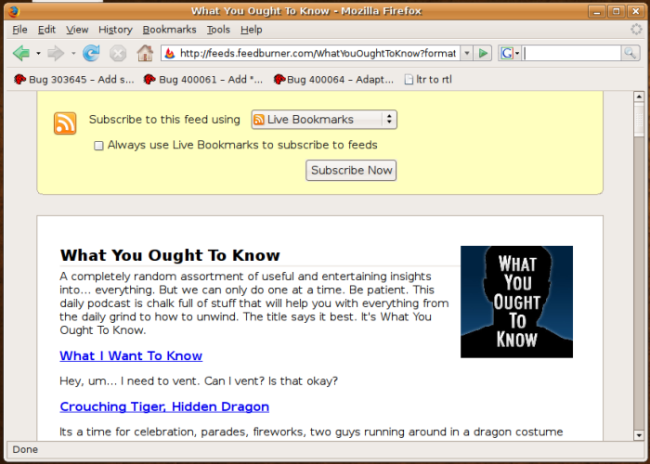 What You Ought To Know - Mozilla Firefox
File Edit View History Bookmarks Tools Help
http://feeds.feedburner.com/WhatYouOughtToKnow?format
G
Bug 303645 – Add s... Bug 400061 – Add "... Bug 400064 – Adapt... ltr to rtl
Subscribe to this feed using Live Bookmarks
Always use Live Bookmarks to subscribe to feeds
Subscribe Now
What You Ought To Know
A completely random assortment of useful and entertaining insights
into... everything. But we can only do one at a time. Be patient. This
daily podcast is chalk full of stuff that will help you with everything from
the daily grind to how to unwind. The title says it best. It's What You
Ought To Know.
WHAT
YOU
OUGHT
TO
KNOW
What I Want To Know
Hey, um... I need to vent. Can I vent? Is that okay?
Crouching Tiger, Hidden Dragon
Its a time for celebration, parades, fireworks, two guys running around in a dragon costume
Done